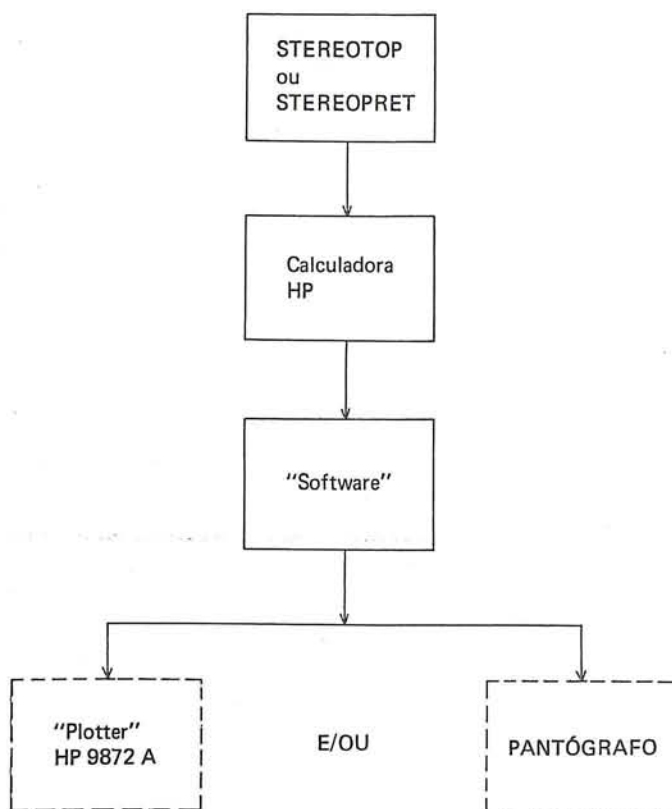 STEREOTOP
ou
STEREOPRET
Calculadora
HP
"Software"
"Plotter"
HP 9872 A
E/OU
PANTÓGRAFO